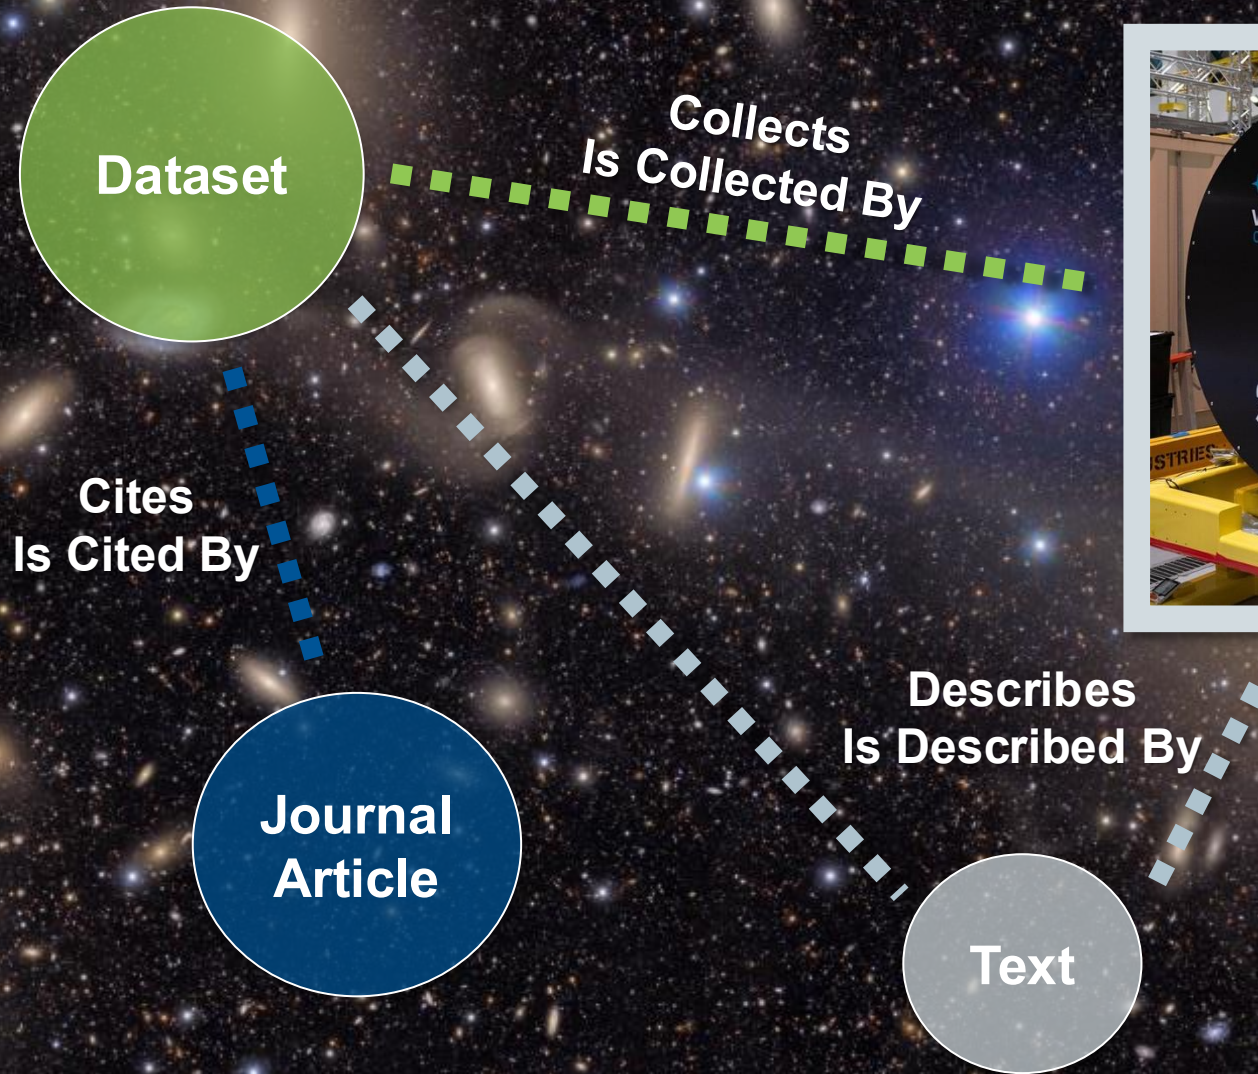 Dataset
Collects
Is Collected By
Cites
Is Cited By
Describes
Is Described By
Journal
Article
Text